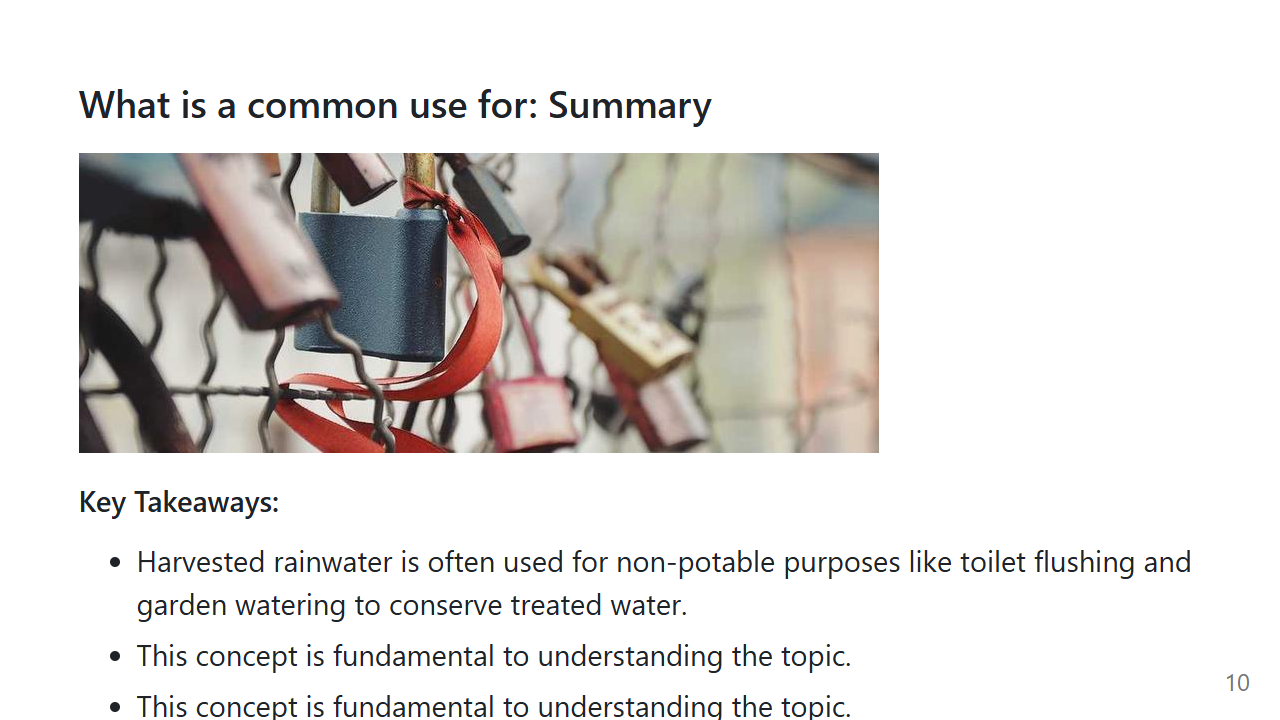 What is a common use for: Summary
Key Takeaways:
• Harvested rainwater is often used for non-potable purposes like toilet flushing and
garden watering to conserve treated water.
• This concept is fundamental to understanding the topic.
• This concept is fundamental to understanding the topic.
10